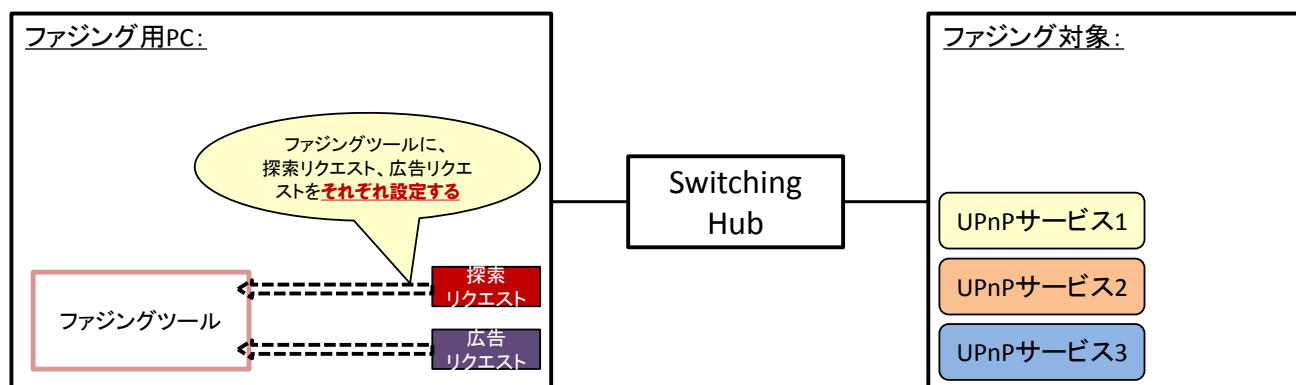 ファジング用PC:
ファジング対象:
ファジングツールに、
探索リクエスト、広告リクエ
ストをそれぞれ設定する
Switching
Hub
UPnPサービス1
探索
リクエスト
UPnPサービス2
ファジングツール
広告
リクエスト
UPnPサービス3